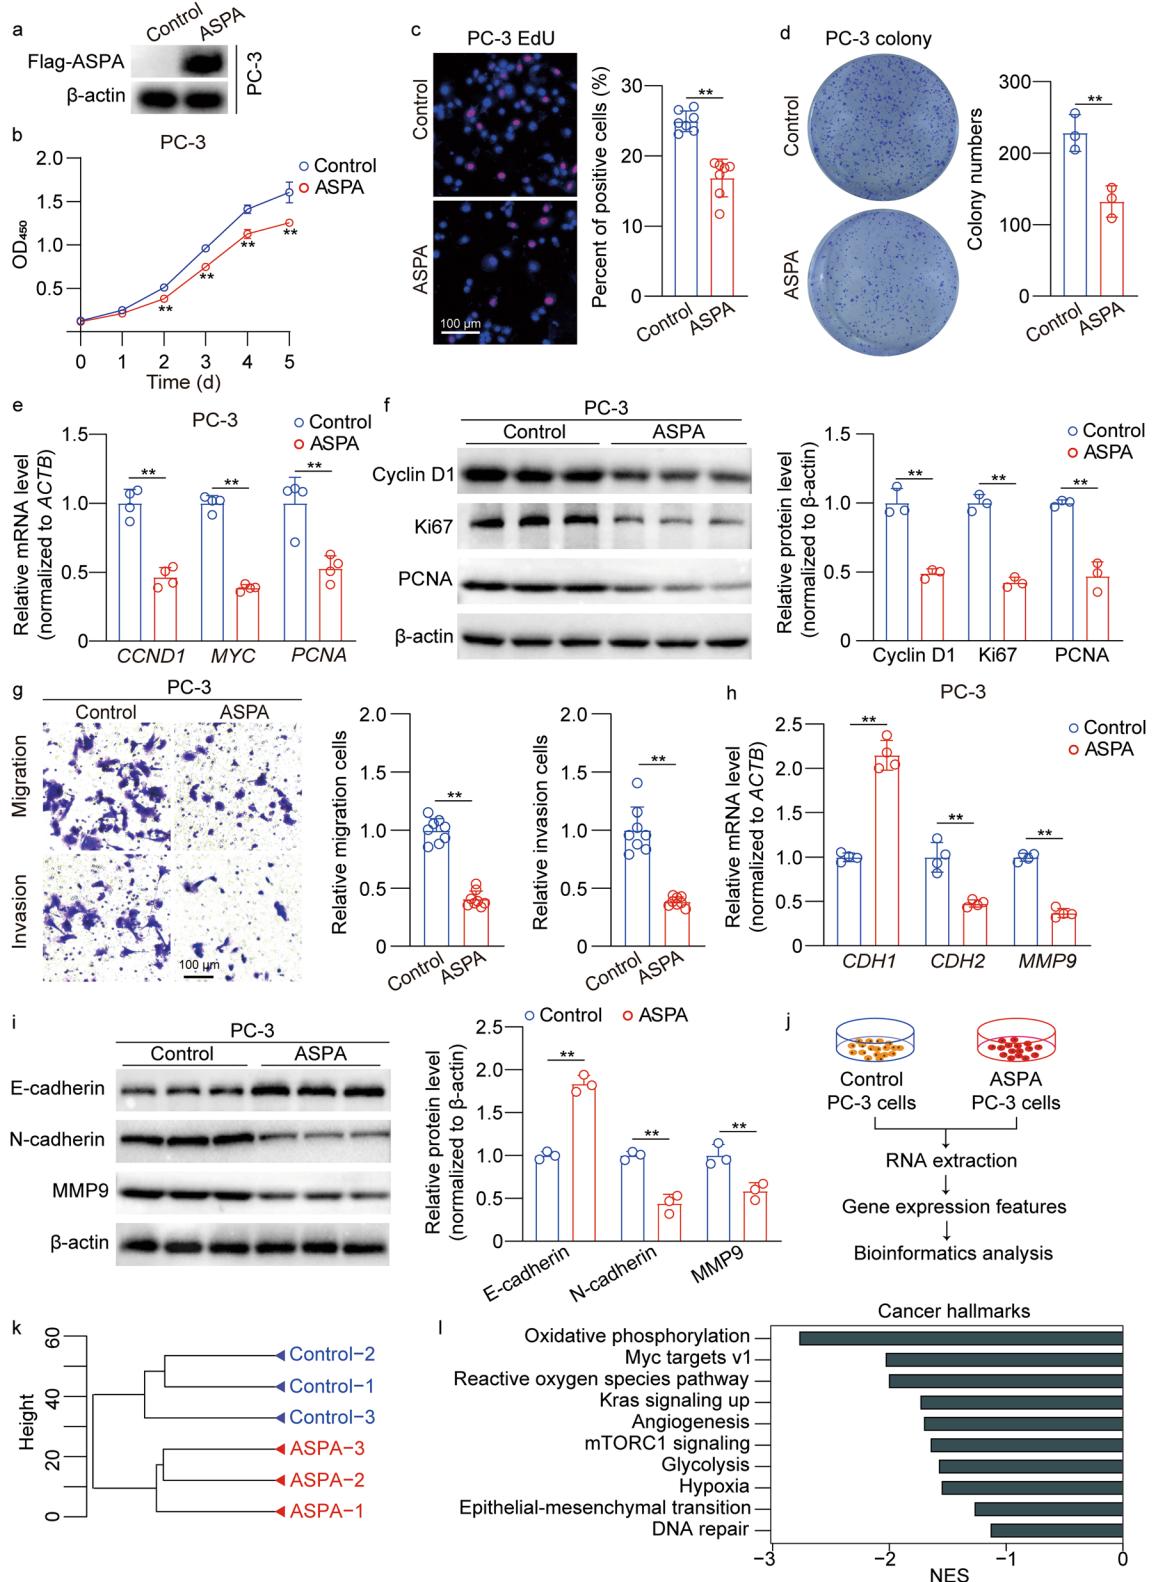 a
Control
ASPA
Flag-ASPA
β-actin
PC-3
b
PC-3
Control
ASPA
OD450
2.0
1.5
1.0
0.5
0 1 2 3 4 5
** ** ** **
Time (d)
c
PC-3 EdU
Control
ASPA
100 μm
Percent of positive cells (%)
30
20
10
0
**
Control ASPA
d
PC-3 colony
Control
ASPA
Colony numbers
300
200
100
0
**
Control ASPA
e
PC-3
Control
ASPA
Relative mRNA level
(normalized to ACTB)
1.5
1.0
0.5
0
** ** **
CCND1 MYC PCNA
f
PC-3
Control ASPA
Cyclin D1
Ki67
PCNA
β-actin
Control
ASPA
Relative protein level
(normalized to β-actin)
1.5
1.0
0.5
0
** ** **
Cyclin D1 Ki67 PCNA
g
PC-3
Control ASPA
Migration
Invasion
100 μm
Relative migration cells
2.0
1.5
1.0
0.5
0
**
Control ASPA
Relative invasion cells
2.0
1.5
1.0
0.5
0
**
Control ASPA
h
PC-3
Control
ASPA
Relative mRNA level
(normalized to ACTB)
2.5
2.0
1.5
1.0
0.5
0
** ** **
CDH1 CDH2 MMP9
i
PC-3
Control ASPA
E-cadherin
N-cadherin
MMP9
β-actin
Control ASPA
Relative protein level
(normalized to β-actin)
2.5
2.0
1.5
1.0
0.5
0
** ** **
E-cadherin N-cadherin MMP9
j
Control
PC-3 cells
ASPA
PC-3 cells
RNA extraction
Gene expression features
Bioinformatics analysis
k
Height
60
40
20
0
Control−2
Control−1
Control−3
ASPA−3
ASPA−2
ASPA−1
l
Cancer hallmarks
Oxidative phosphorylation
Myc targets v1
Reactive oxygen species pathway
Kras signaling up
Angiogenesis
mTORC1 signaling
Glycolysis
Hypoxia
Epithelial-mesenchymal transition
DNA repair
−3 −2 −1 0
NES